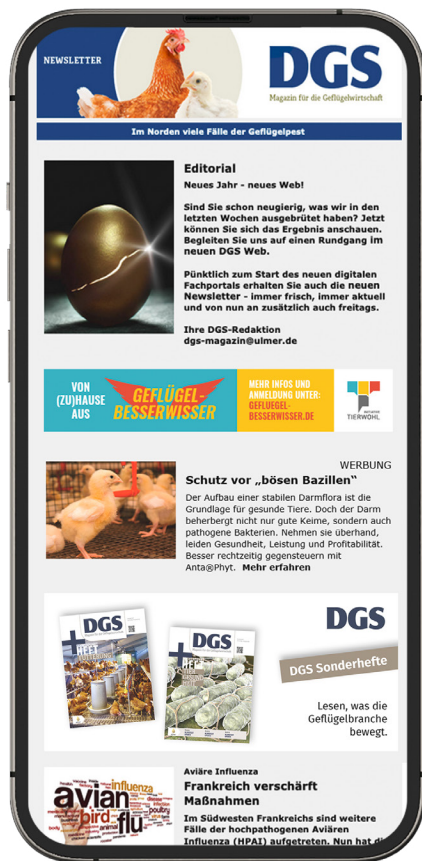 NEWSLETTER
DGS
Magazin für die Geflügelwirtschaft
Im Norden viele Fälle der Geflügelpest
Editorial
Neues Jahr - neues Web!
Sind Sie schon neugierig, was wir in den
letzten Wochen ausgebrütet haben? Jetzt
können Sie sich das Ergebnis anschauen.
Begleiten Sie uns auf einen Rundgang im
neuen DGS Web.
Pünktlich zum Start des neuen digitalen
Fachportals erhalten Sie auch die neuen
Newsletter - immer frisch, immer aktuell
und von nun an zusätzlich auch freitags.
Ihre DGS-Redaktion
dgs-magazin@ulmer.de
VON
(ZU)HAUSE
AUS
GEFLÜGEL-
BESSERWISSER
MEHR INFOS UND
ANMELDUNG UNTER:
GEFLUEGEL-
BESSERWISSER.DE
INITIATIVE
TIERWOHL
WERBUNG
Schutz vor „bösen Bazillen“
Der Aufbau einer stabilen Darmflora ist die
Grundlage für gesunde Tiere. Doch der Darm
beherbergt nicht nur gute Keime, sondern auch
pathogene Bakterien. Nehmen sie überhand,
leiden Gesundheit, Leistung und Profitabilität.
Besser rechtzeitig gegensteuern mit
Anta®Phyt. Mehr erfahren
DGS
HEFT
DGS
DGS
DGS Sonderhefte
Lesen, was die
Geflügelbranche
bewegt.
Aviäre Influenza
Frankreich verschärft
Maßnahmen
Im Südwesten Frankreichs sind weitere
Fälle der hochpathogenen Aviären
Influenza (HPAI) aufgetreten. Nun hat di
influenza
avian
bird flu
poultry
animal